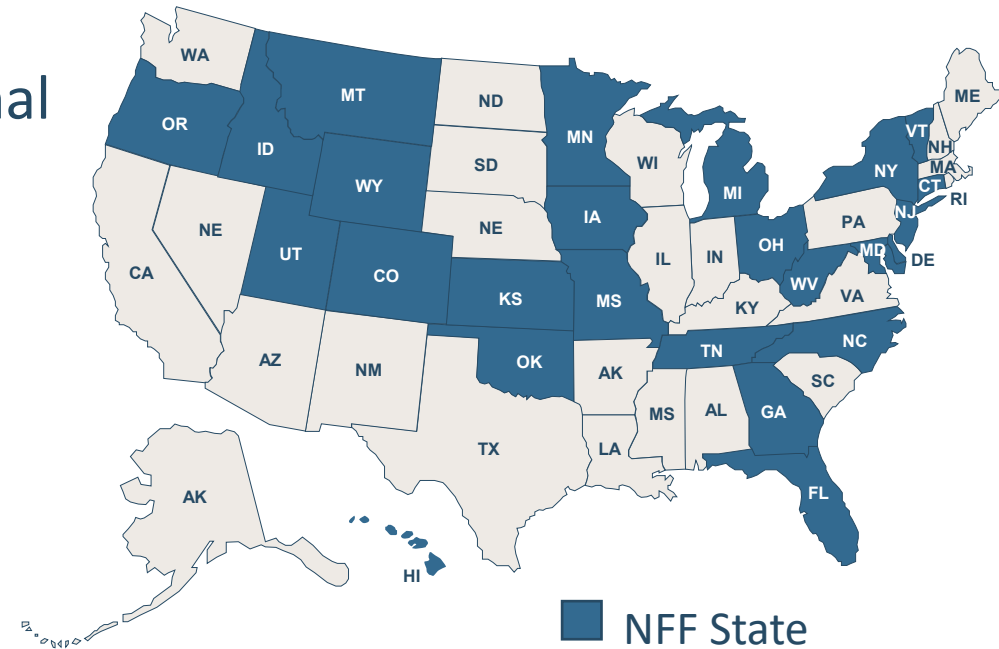 nal
WA
MT
ND
MN
ME
OR
ID
SD
WI
VT
NH
NY
MA
WY
MI
CT
RI
NE
NE
IA
PA
NJ
UT
IL
IN
OH
MD
DE
CA
CO
KS
MS
WV
VA
KY
AZ
NM
OK
AK
TN
NC
SC
MS
AL
GA
TX
LA
FL
AK
HI
NFF State